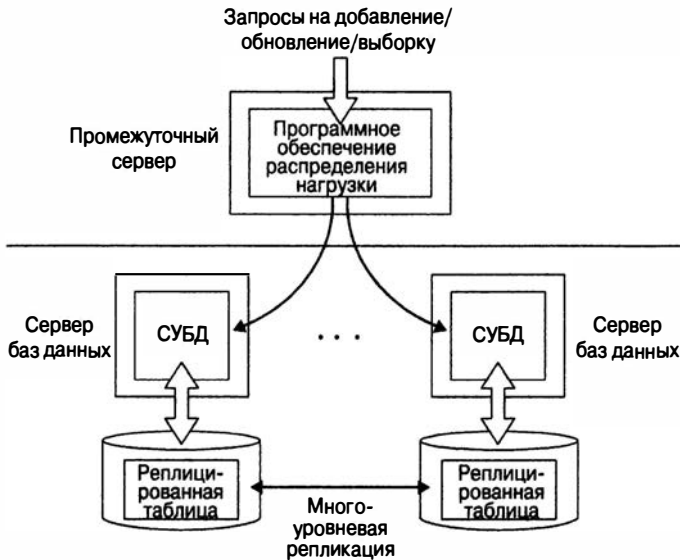 Запросы на добавление/
обновление/выборку
Промежуточный
сервер
Программное
обеспечение
распределения
нагрузки
Сервер
баз данных
СУБД
. . .
СУБД
Сервер
баз данных
Реплици-
рованная
таблица
Много-
уровневая
репликация
Реплици-
рованная
таблица